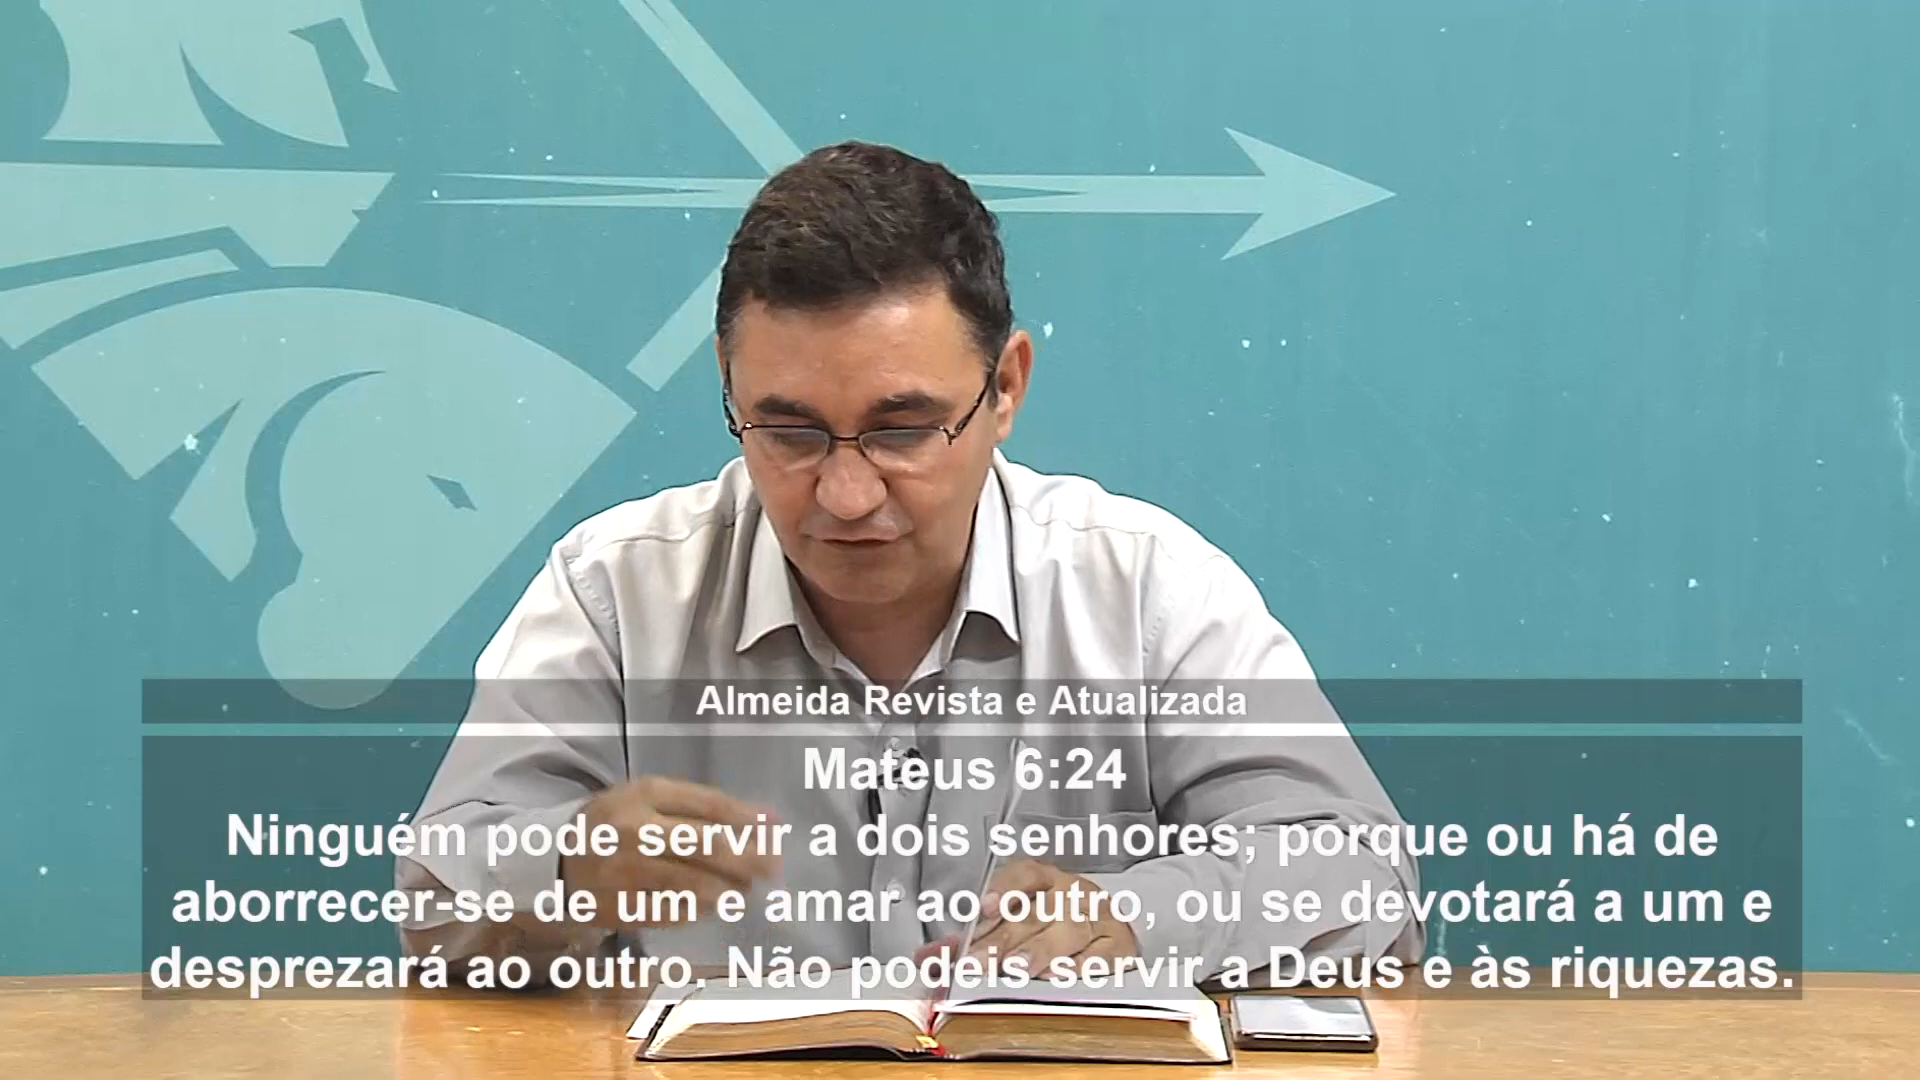 Almeida Revista e Atualizada
Mateus 6:24
Ninguém pode servir a dois senhores; porque ou há de
aborrecer-se de um e amar ao outro, ou se devotará a um e
desprezará ao outro. Não podeis servir a Deus e às riquezas.